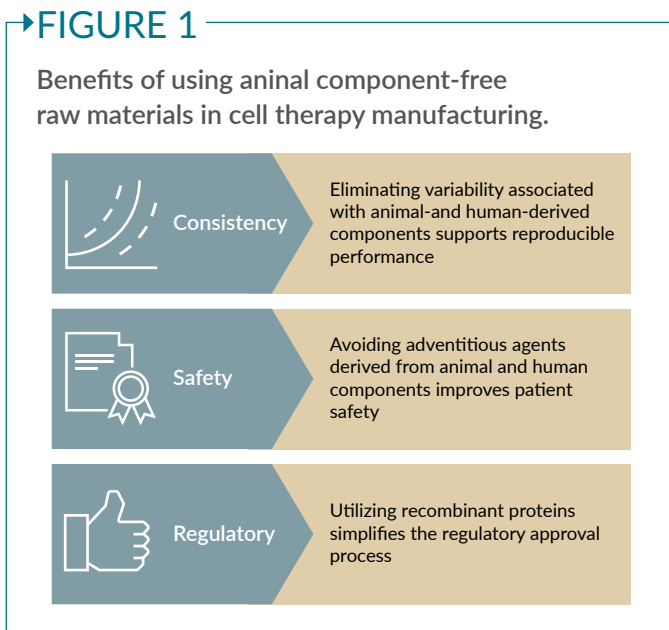 FIGURE 1
Benefits of using aninal component-free
raw materials in cell therapy manufacturing.
Consistency
Eliminating variability associated
with animal-and human-derived
components supports reproducible
performance
Safety
Avoiding adventitious agents
derived from animal and human
components improves patient
safety
Regulatory
Utilizing recombinant proteins
simplifies the regulatory approval
process